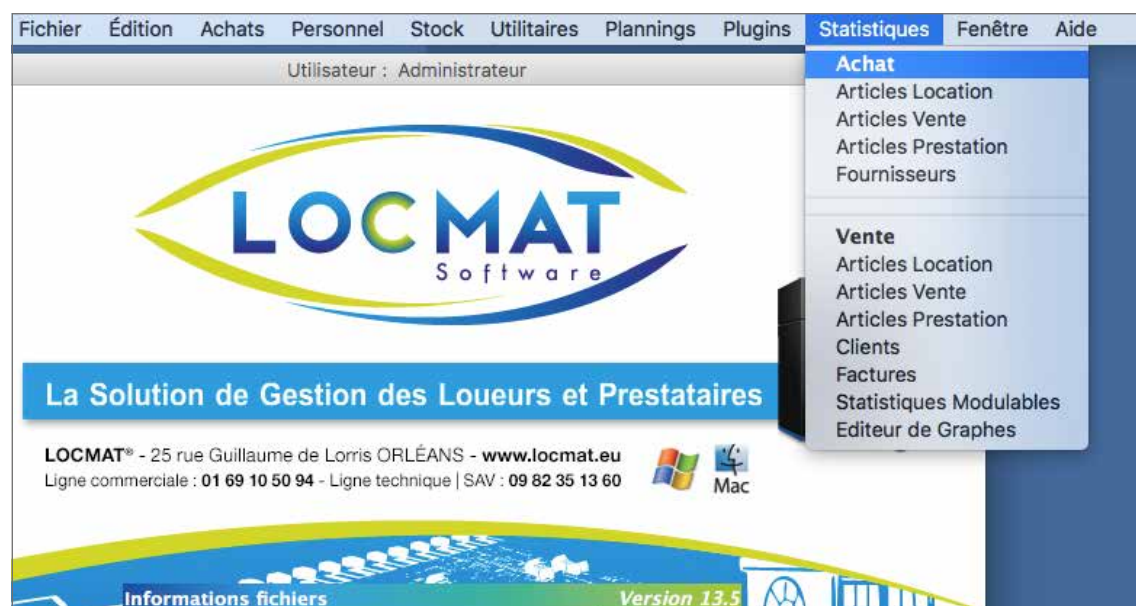 Fichier Édition Achats Personnel Stock Utilitaires Plannings Plugins Statistiques Fenêtre Aide
Utilisateur : Administrateur
Achat
Articles Location
Articles Vente
Articles Prestation
Fournisseurs
Vente
Articles Location
Articles Vente
Articles Prestation
Clients
Factures
Statistiques Modulables
Editeur de Graphes
LOCMAT
Software
La Solution de Gestion des Loueurs et Prestataires
LOCMAT® - 25 rue Guillaume de Lorris ORLÉANS - www.locmat.eu
Ligne commerciale : 01 69 10 50 94 - Ligne technique | SAV : 09 82 35 13 60
Mac
Informations fichiers Version 13.5